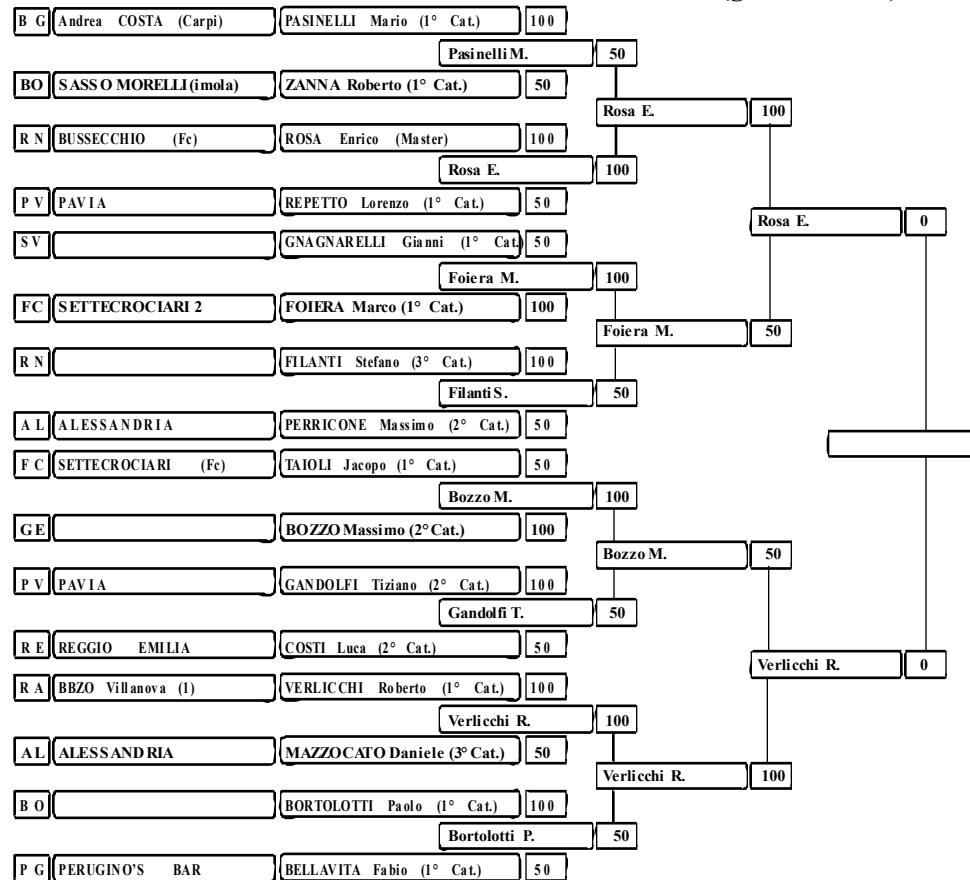 B G Andrea COSTA (Carpi) PASINELLI Mario (1° Cat.) 100
Pasinelli M. 50
BO SASSO MORELLI (imola) ZANNA Roberto (1° Cat.) 50
Rosa E. 100
R N BUSSECCHIO (Fc) ROSA Enrico (Master) 100
Rosa E. 100
P V PAVIA REPETTO Lorenzo (1° Cat.) 50
Rosa E. 0
S V GNAGNARELLI Gianni (1° Cat.) 50
Foiera M. 100
FC SETTECROCIARI 2 FOIERA Marco (1° Cat.) 100
Foiera M. 50
R N FILANTI Stefano (3° Cat.) 100
Filanti S. 50
A L ALESSANDRIA PERRICONE Massimo (2° Cat.) 50
F C SETTECROCIARI (Fc) TAIOLI Jacopo (1° Cat.) 50
Bozzo M. 100
GE BOZZO Massimo (2° Cat.) 100
Bozzo M. 50
P V PAVIA GANDOLFI Tiziano (2° Cat.) 100
Gandolfi T. 50
R E REGGIO EMILIA COSTI Luca (2° Cat.) 50
Verlicchi R. 0
R A BBZO Villanova (1) VERLICCHI Roberto (1° Cat.) 100
Verlicchi R. 100
AL ALESSANDRIA MAZZOCATO Daniele (3° Cat.) 50
Verlicchi R. 100
B O BORTOLOTTI Paolo (1° Cat.) 100
Bortolotti P. 50
P G PERUGINO'S BAR BELLAVITA Fabio (1° Cat.) 50